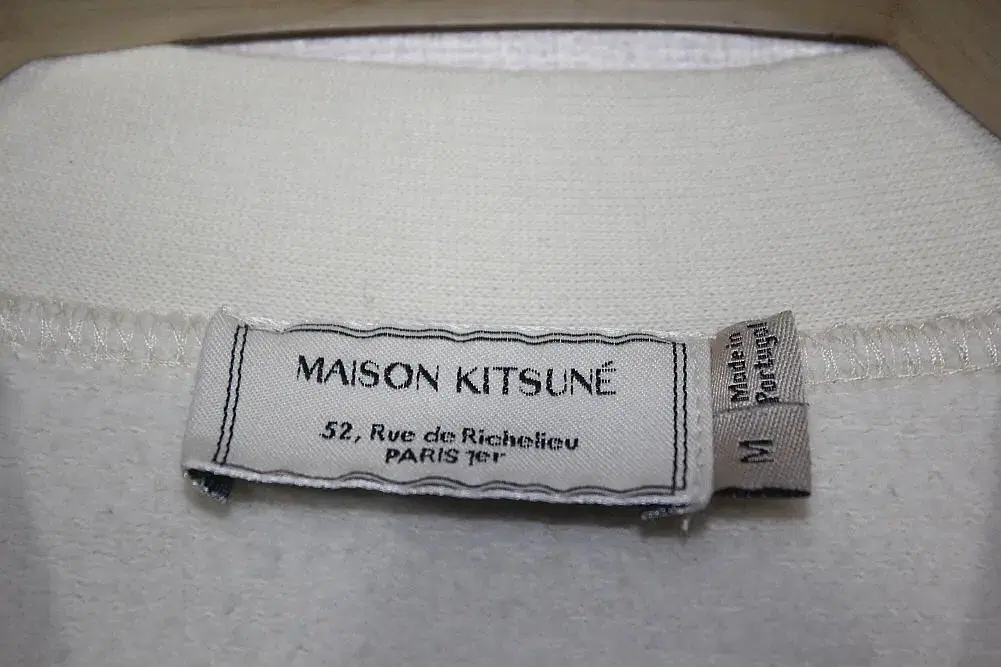 MAISON KITSUNÉ
52, Rue de Richelieu
PARIS 1er
Made in
Portugal
M